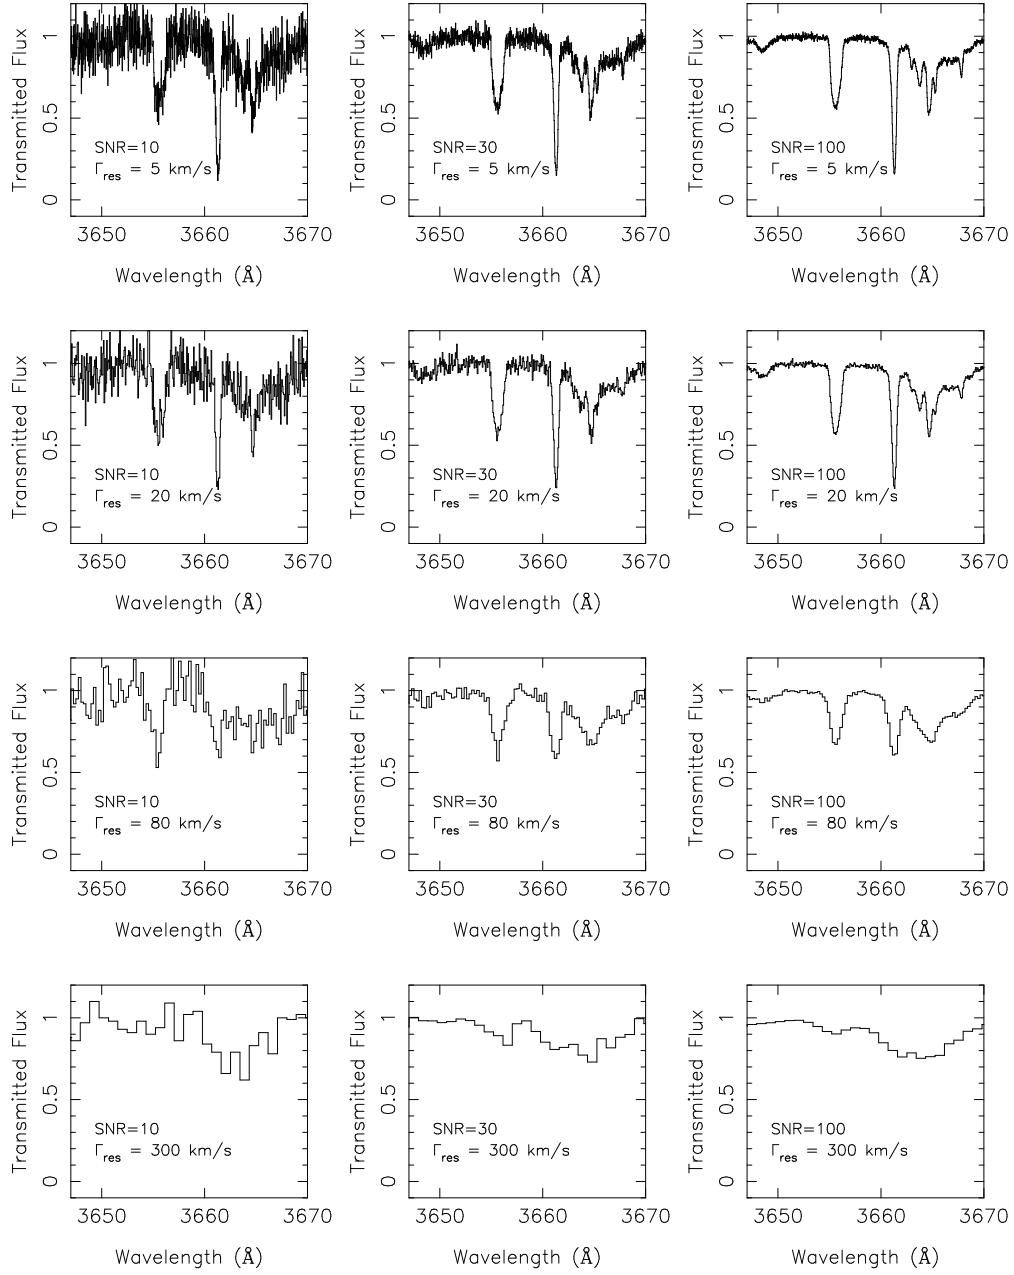 Transmitted Flux
1
0.5
0
SNR=10
Γres = 5 km/s
3650 3660 3670
Wavelength (Å)
Transmitted Flux
1
0.5
0
SNR=30
Γres = 5 km/s
3650 3660 3670
Wavelength (Å)
Transmitted Flux
1
0.5
0
SNR=100
Γres = 5 km/s
3650 3660 3670
Wavelength (Å)
Transmitted Flux
1
0.5
0
SNR=10
Γres = 20 km/s
3650 3660 3670
Wavelength (Å)
Transmitted Flux
1
0.5
0
SNR=30
Γres = 20 km/s
3650 3660 3670
Wavelength (Å)
Transmitted Flux
1
0.5
0
SNR=100
Γres = 20 km/s
3650 3660 3670
Wavelength (Å)
Transmitted Flux
1
0.5
0
SNR=10
Γres = 80 km/s
3650 3660 3670
Wavelength (Å)
Transmitted Flux
1
0.5
0
SNR=30
Γres = 80 km/s
3650 3660 3670
Wavelength (Å)
Transmitted Flux
1
0.5
0
SNR=100
Γres = 80 km/s
3650 3660 3670
Wavelength (Å)
Transmitted Flux
1
0.5
0
SNR=10
Γres = 300 km/s
3650 3660 3670
Wavelength (Å)
Transmitted Flux
1
0.5
0
SNR=30
Γres = 300 km/s
3650 3660 3670
Wavelength (Å)
Transmitted Flux
1
0.5
0
SNR=100
Γres = 300 km/s
3650 3660 3670
Wavelength (Å)